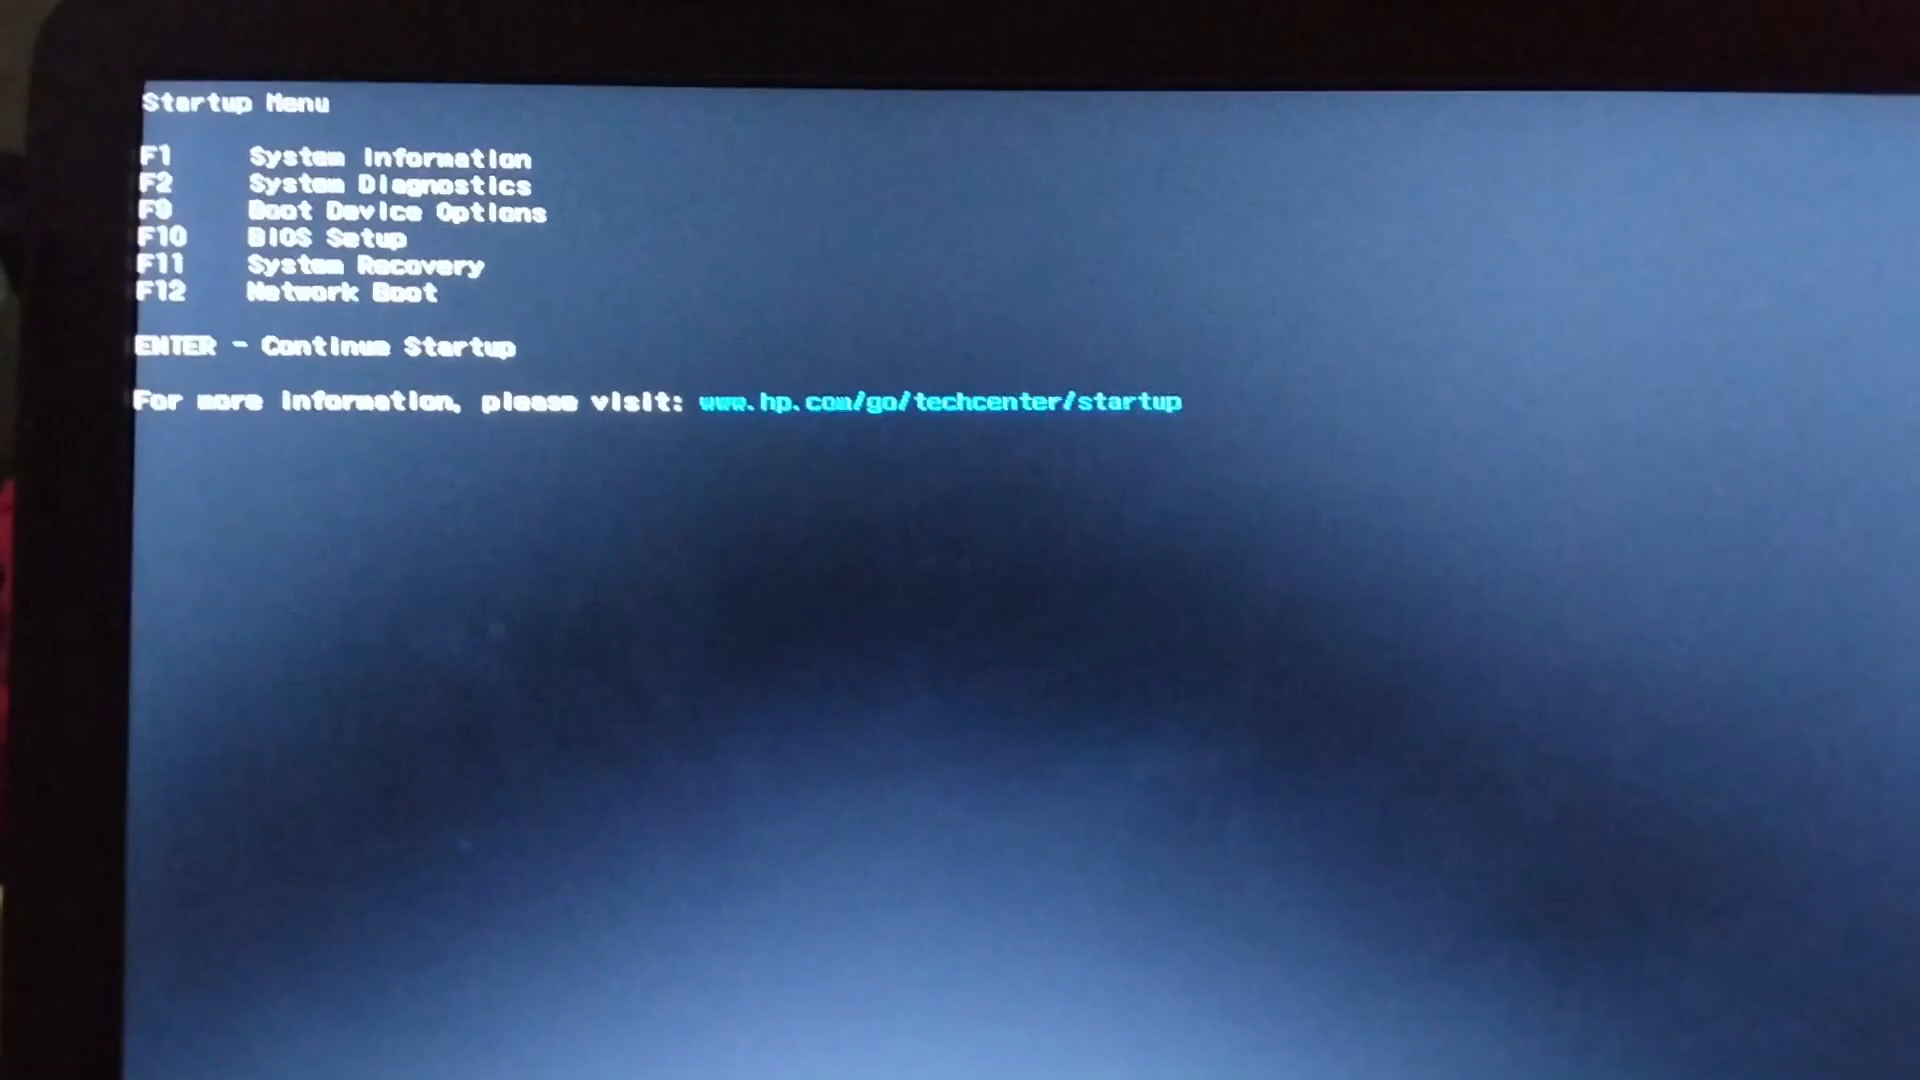 Startup Menu
F1 System Information
F2 System Diagnostics
F9 Boot Device Options
F10 BIOS Setup
F11 System Recovery
F12 Network Boot
ENTER - Continue Startup
For more information, please visit: www.hp.com/go/techcenter/startup